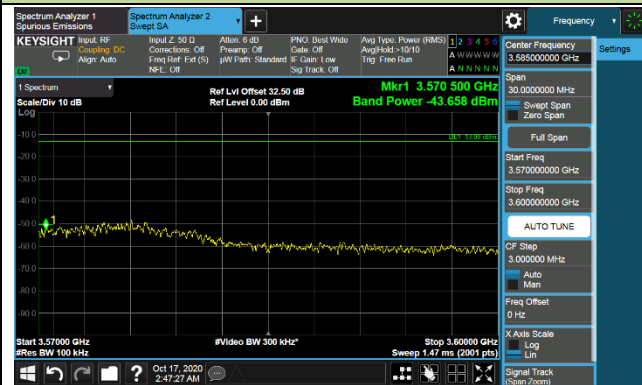 Spectrum Analyzer 1
Spurious Emissions
Spectrum Analyzer 2
Swept SA
Frequency
KEYSIGHT
Input: RF
Coupling: DC
Align: Auto
Input Z: 50 Ω
Corrections: Off
Freq Ref: Ext (S)
NFE: Off
Atten: 6 dB
Preamp: Off
µW Path: Standard
PNO: Best Wide
Gate: Off
IF Gain: Low
Sig Track: Off
Avg Type: Power (RMS)
Avg|Hold:>10/10
Trig: Free Run
1 2 3 4 5 6
A W W W W W
A N N N N N
LXI
1 Spectrum
Scale/Div 10 dB
Log
Ref Lvl Offset 32.50 dB
Ref Level 0.00 dBm
Mkr1 3.570 500 GHz
Band Power -43.658 dBm
-10.0
-20.0
-30.0
-40.0
-50.0
-60.0
-70.0
-80.0
-90.0
DL1 -13.00 dBm
1
Start 3.57000 GHz
#Res BW 100 kHz
#Video BW 300 kHz*
Stop 3.60000 GHz
Sweep 1.47 ms (2001 pts)
Oct 17, 2020
2:47:27 AM
Center Frequency
3.585000000 GHz
Settings
Span
30.0000000 MHz
Swept Span
Zero Span
Full Span
Start Freq
3.570000000 GHz
Stop Freq
3.600000000 GHz
AUTO TUNE
CF Step
3.000000 MHz
Auto
Man
Freq Offset
0 Hz
X Axis Scale
Log
Lin
Signal Track
(Span Zoom)